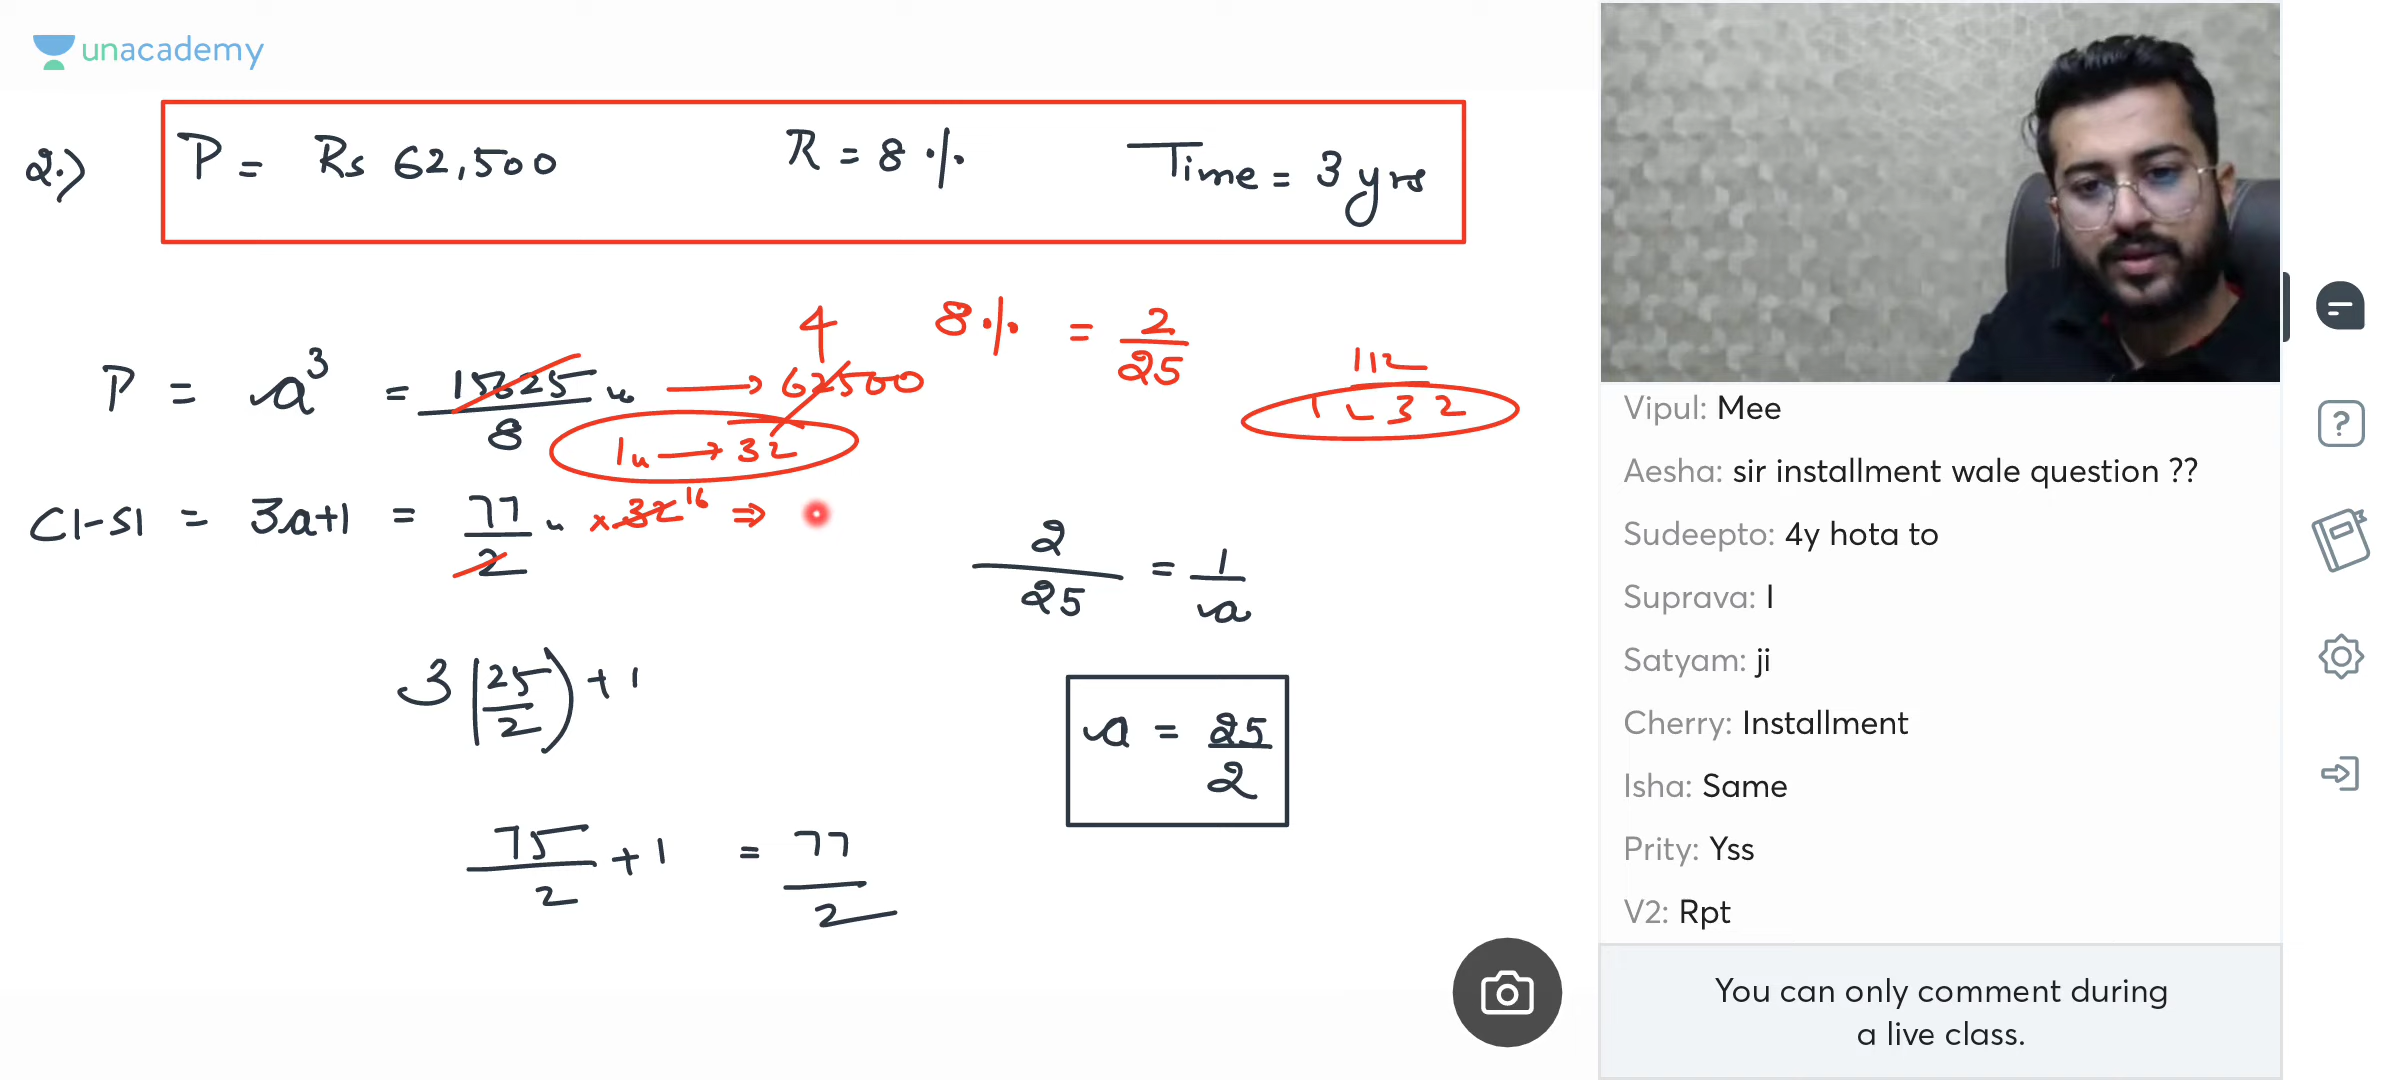 unacademy
2.) P = Rs 62,500 R = 8 % Time = 3 yrs
P = a³ = 15625/8 u → 62500 4
8 % = 2/25
1u → 32
112
1232
CI-SI = 3a+1 = 77/2 u × 32 16 ⇒
2/25 = 1/a
3(25/2) + 1
a = 25/2
75/2 + 1 = 77/2
Vipul: Mee
Aesha: sir installment wale question ??
Sudeepto: 4y hota to
Suprava: I
Satyam: ji
Cherry: Installment
Isha: Same
Prity: Yss
V2: Rpt
You can only comment during
a live class.
?